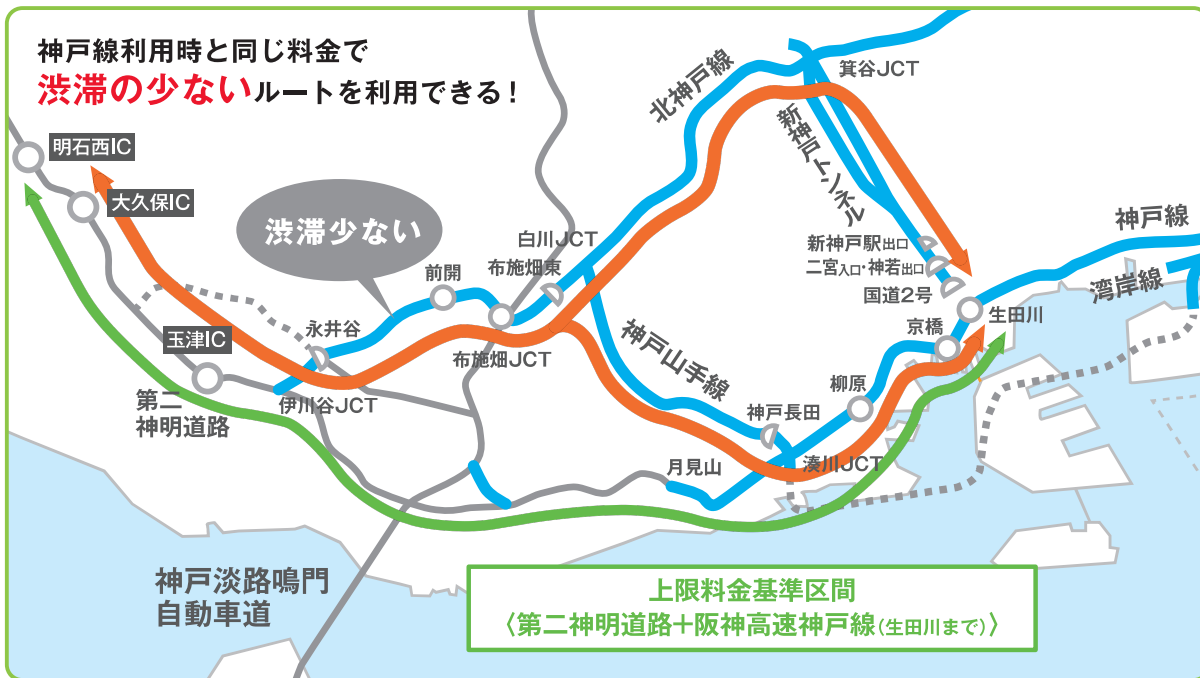 神戸線利用時と同じ料金で
渋滞の少ないルートを利用できる！
箕谷JCT
北神戸線
新神戸トンネル
明石西IC
大久保IC
渋滞少ない
白川JCT
布施畑東
前開
神戸線
新神戸駅出口
二宮入口・神若出口
国道2号
湾岸線
生田川
京橋
永井谷
玉津IC
布施畑JCT
神戸山手線
柳原
第二
神明道路
伊川谷JCT
神戸長田
月見山
湊川JCT
神戸淡路鳴門
自動車道
上限料金基準区間
〈第二神明道路＋阪神高速神戸線(生田川まで)〉